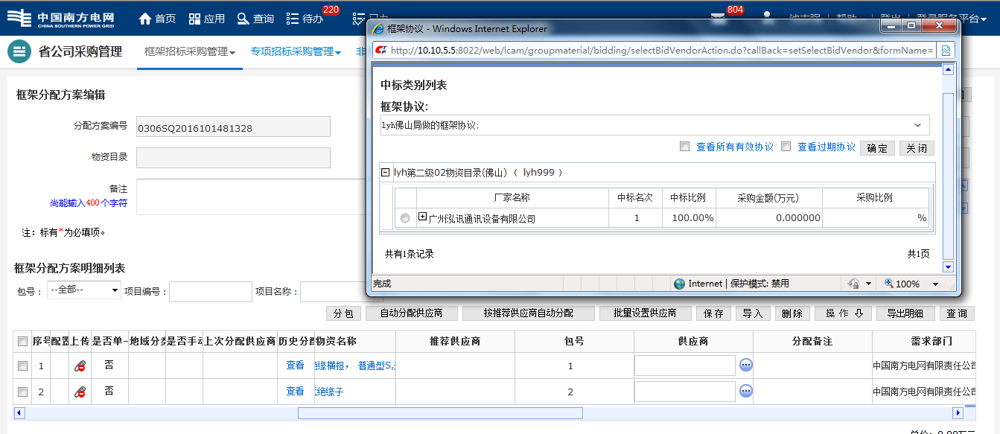 中国南方电网
CHINA SOUTHERN POWER GRID
首页 应用 查询 待办 220
804
省公司采购管理 框架招标采购管理 专项招标采购管理
框架分配方案编辑
分配方案编号 0306SQ2016101481328
物资目录
备注
尚能输入400个字符
注：标有*为必填项。
框架协议 - Windows Internet Explorer
http://10.10.5.5:8022/web/lcam/groupmaterial/bidding/selectBidVendorAction.do?callBack=setSelectBidVendor&formName=
中标类别列表
框架协议:
lyh佛山局做的框架协议;
查看所有有效协议 查看过期协议 确定 关闭
lyh第二级02物资目录(佛山)（ lyh999 ）
厂家名称 中标名次 中标比例 采购金额(万元) 采购比例
广州泓讯通讯设备有限公司 1 100.00% 0.000000 %
共有1条记录 共1页
完成 Internet | 保护模式: 禁用 100%
框架分配方案明细列表
包号： --全部-- 项目编号： 项目名称：
分包 自动分配供应商 按推荐供应商自动分配 批量设置供应商 保存 导入 删除 操作 导出明细 查询
序号 配置 上传 是否单一 地域分类 是否手动 上次分配供应商 历史分配 物资名称 推荐供应商 包号 供应商 分配备注 需求部门
1 否 查看 绝缘横担， 普通型S, 1 中国南方电网有限责任公司
2 否 查看 绝缘子 2 中国南方电网有限责任公司